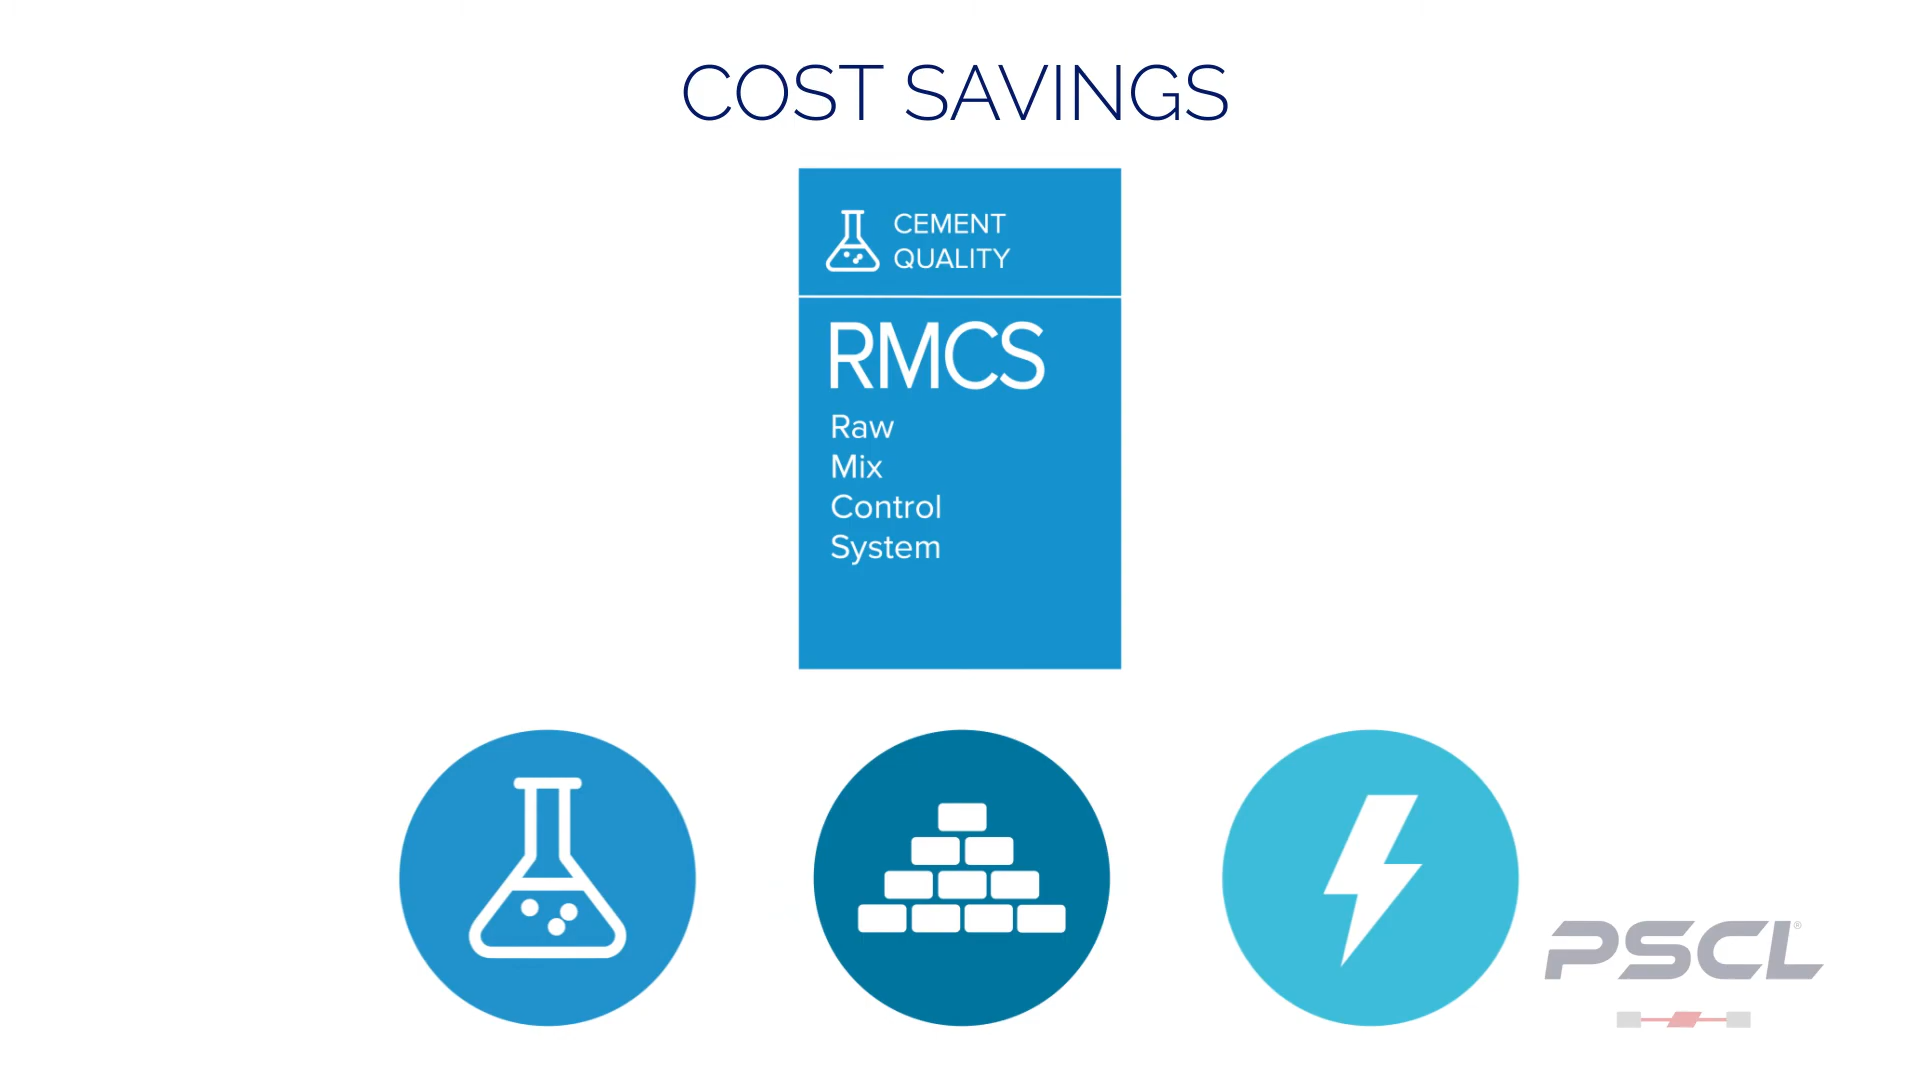 COST SAVINGS
CEMENT
QUALITY
RMCS
Raw
Mix
Control
System
PSCL®